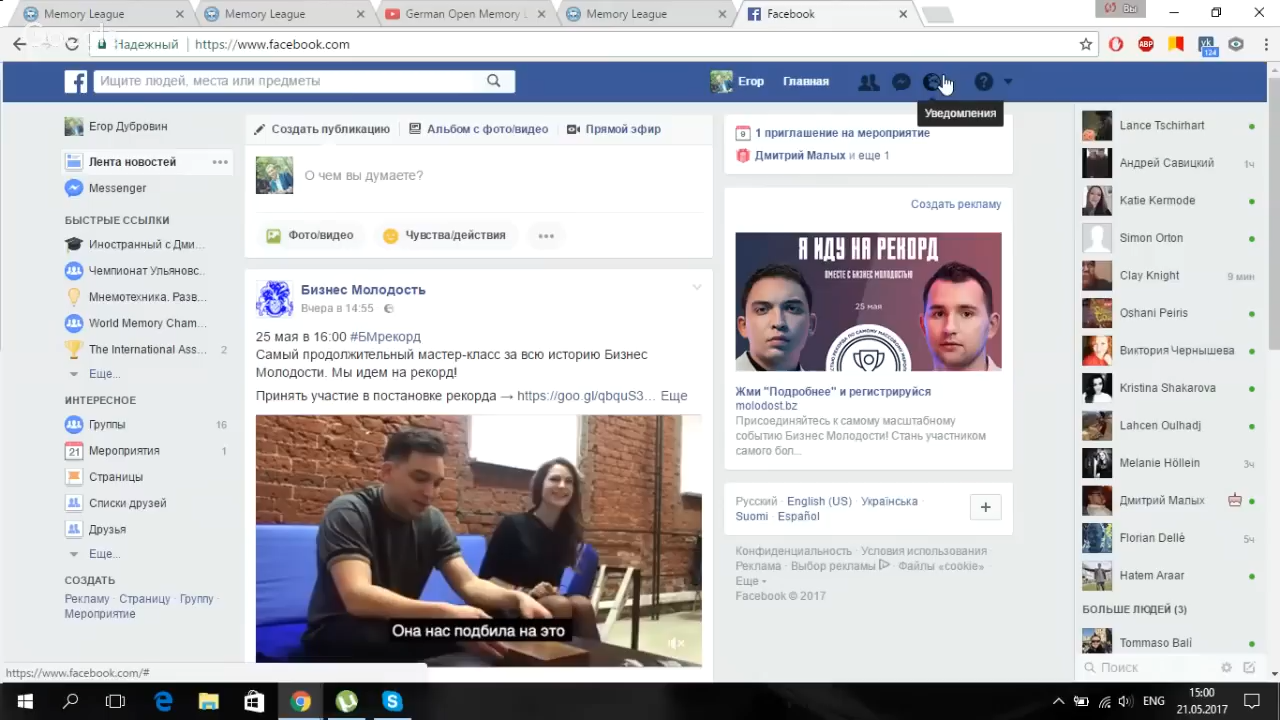 Memory League
Memory League
German Open Memory L
Memory League
Facebook
Вы
Надежный
https://www.facebook.com
ABP
124
Ищите людей, места или предметы
Егор
Главная
Уведомления
Егор Дубровин
Лента новостей
Messenger
БЫСТРЫЕ ССЫЛКИ
Иностранный с Дми...
Чемпионат Ульяновс..
Мнемотехника. Разв...
World Memory Cham...
The International Ass... 2
Еще...
ИНТЕРЕСНОЕ
Группы 16
21 Мероприятия 1
Страницы
Списки друзей
Друзья
Еще...
СОЗДАТЬ
Рекламу · Страницу · Группу ·
Мероприятие
Создать публикацию
Альбом с фото/видео
Прямой эфир
О чем вы думаете?
Фото/видео
Чувства/действия
Бизнес Молодость
Вчера в 14:55
25 мая в 16:00 #БМрекорд
Самый продолжительный мастер-класс за всю историю Бизнес
Молодости. Мы идем на рекорд!
Принять участие в постановке рекорда → https://goo.gl/qbquS3... Еще
Она нас подбила на это
9 1 приглашение на мероприятие
Дмитрий Малых и еще 1
Создать рекламу
Я ИДУ НА РЕКОРД
ВМЕСТЕ С БИЗНЕС МОЛОДОСТЬЮ
25 мая
Жми "Подробнее" и регистрируйся
molodost.bz
Присоединяйтесь к самому масштабному
событию Бизнес Молодости! Стань участником
самого бол...
Русский · English (US) · Українська ·
Suomi · Español
Конфиденциальность · Условия использования
Реклама · Выбор рекламы · Файлы «cookie»
Еще
Facebook © 2017
Lance Tschirhart
Андрей Савицкий 1ч
Katie Kermode
Simon Orton
Clay Knight 9 мин
Oshani Peiris
Виктория Чернышева
Kristina Shakarova
Lahcen Oulhadj
Melanie Höllein 3ч
Дмитрий Малых
Florian Dellé 5ч
Hatem Araar
БОЛЬШЕ ЛЮДЕЙ (3)
Tommaso Bali
Поиск
https://www.facebook.com/#
ENG
15:00
21.05.2017